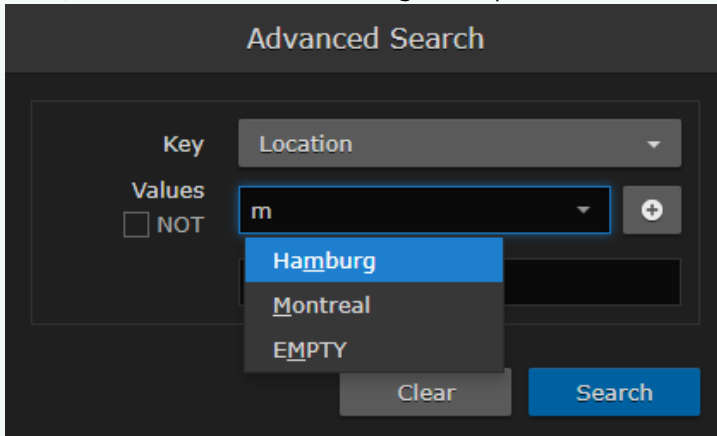 Advanced Search
Key Location
Values
NOT
m
Hamburg
Montreal
EMPTY
Clear Search